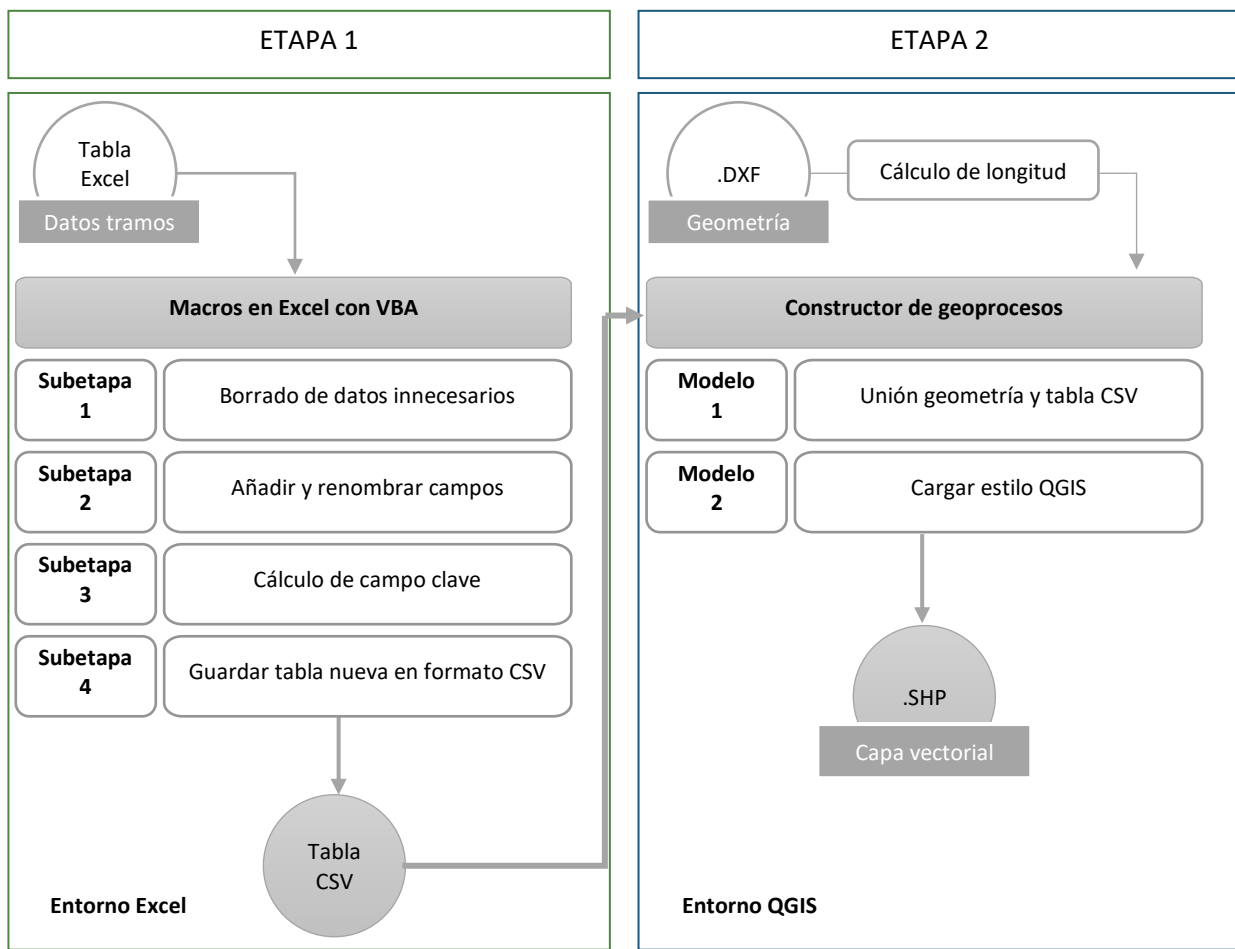 ETAPA 1
Tabla
Excel
Datos tramos
Macros en Excel con VBA
Subetapa
1
Borrado de datos innecesarios
Subetapa
2
Añadir y renombrar campos
Subetapa
3
Cálculo de campo clave
Subetapa
4
Guardar tabla nueva en formato CSV
Tabla
CSV
Entorno Excel
ETAPA 2
.DXF
Geometría
Cálculo de longitud
Constructor de geoprocesos
Modelo
1
Unión geometría y tabla CSV
Modelo
2
Cargar estilo QGIS
.SHP
Capa vectorial
Entorno QGIS